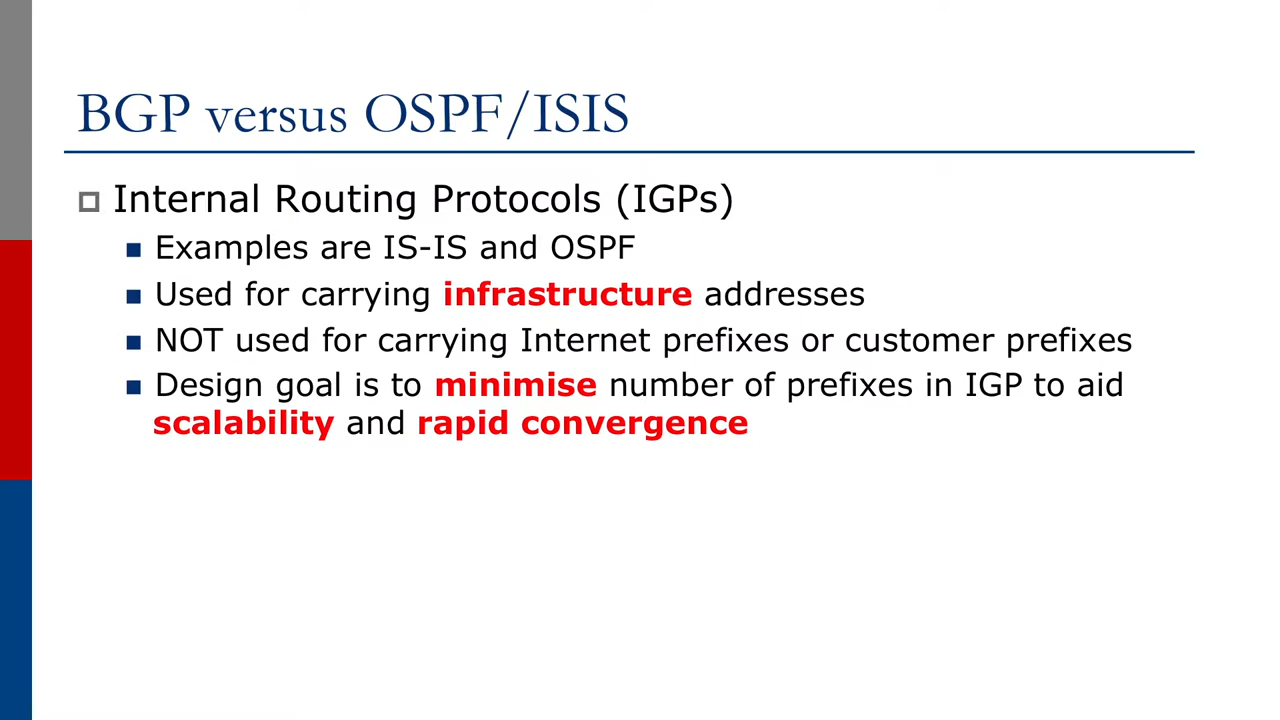 BGP versus OSPF/ISIS
Internal Routing Protocols (IGPs)
Examples are IS-IS and OSPF
Used for carrying infrastructure addresses
NOT used for carrying Internet prefixes or customer prefixes
Design goal is to minimise number of prefixes in IGP to aid
scalability and rapid convergence